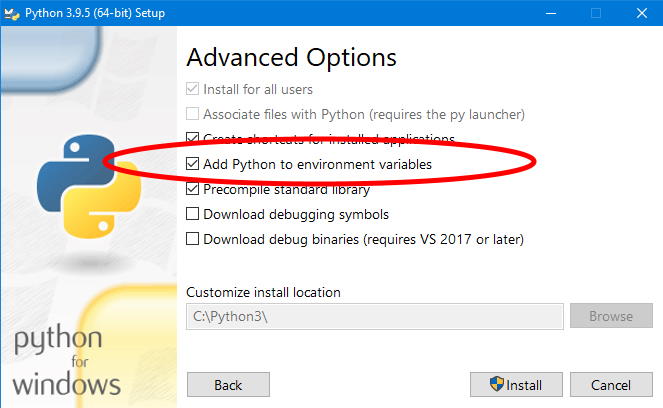 Python 3.9.5 (64-bit) Setup
Advanced Options
Install for all users
Associate files with Python (requires the py launcher)
Create shortcuts for installed applications
Add Python to environment variables
Precompile standard library
Download debugging symbols
Download debug binaries (requires VS 2017 or later)
Customize install location
C:\Python3\
Browse
python
for
windows
Back
Install
Cancel